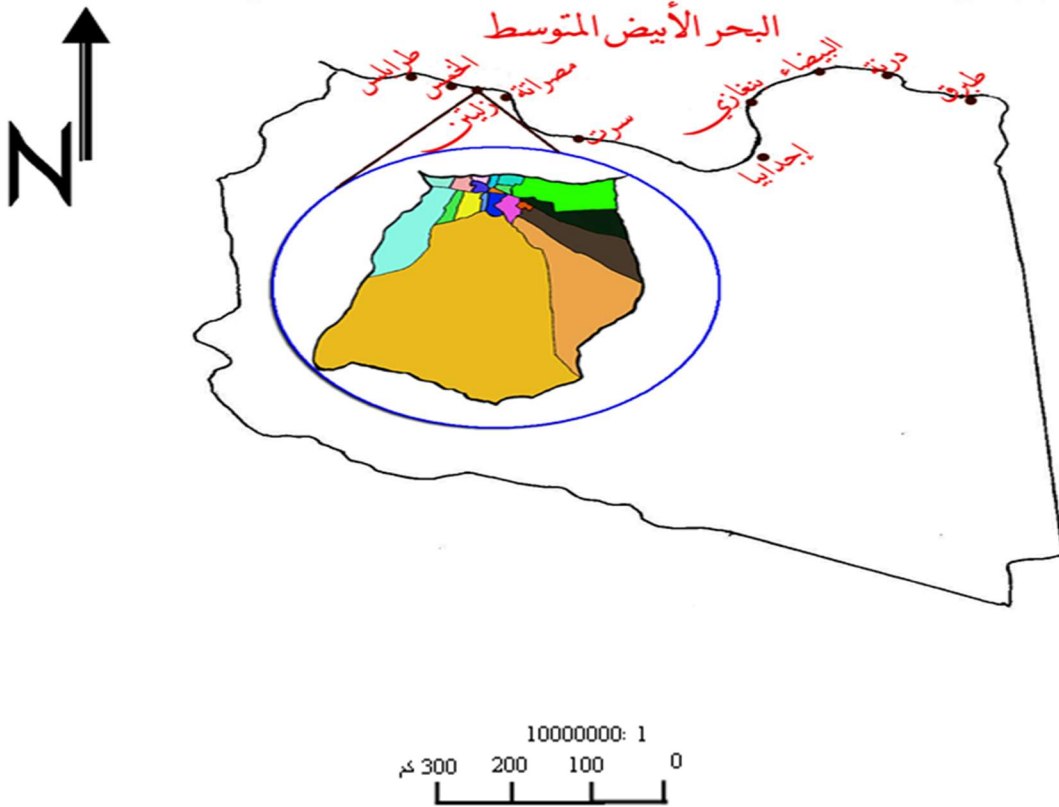 البحر الأبيض المتوسط
طرابلس
الخمس
زليتن
مصراتة
سرت
إجدابيا
بنغازي
البيضاء
درنة
طبرق
N
10000000: 1
كم 300 200 100 0